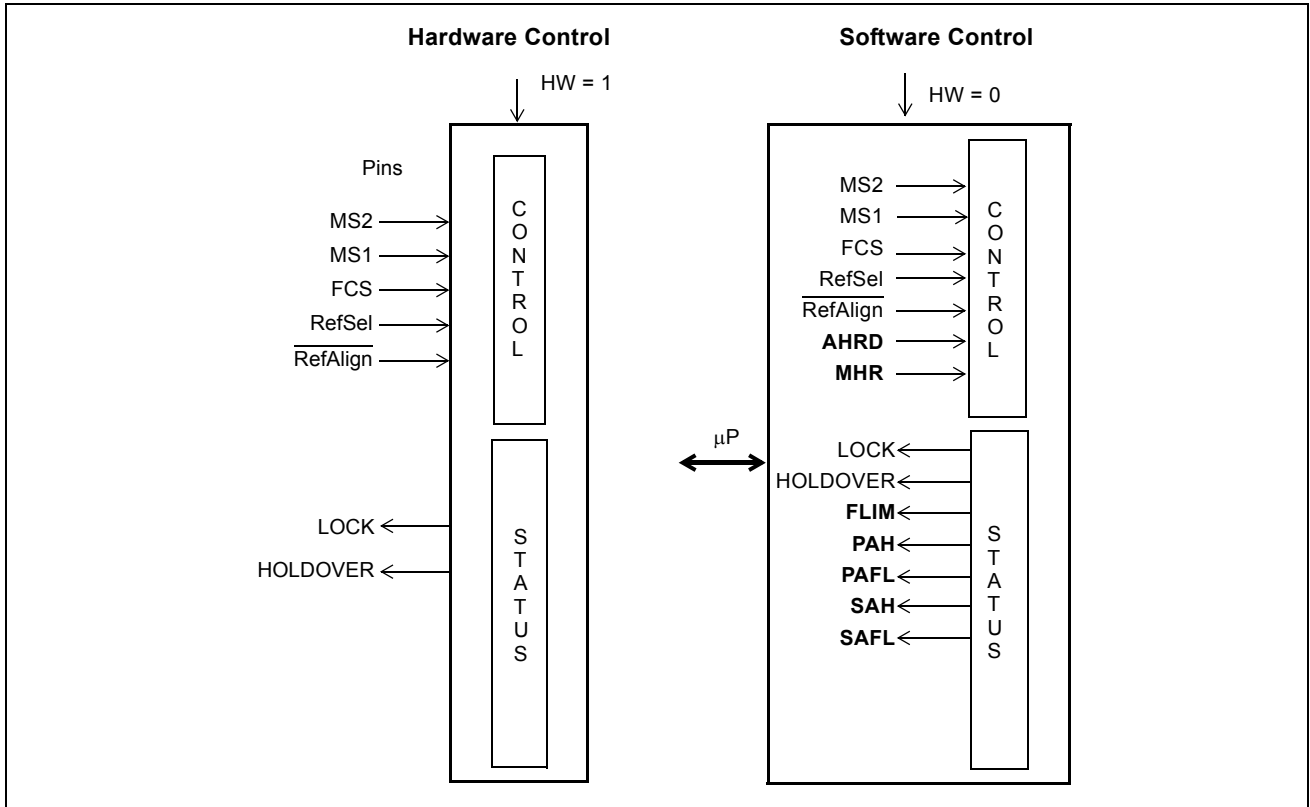 Hardware Control
HW = 1
Pins
MS2
MS1
FCS
RefSel
RefAlign
LOCK
HOLDOVER
CONTROL
STATUS
Software Control
HW = 0
µP
MS2
MS1
FCS
RefSel
RefAlign
AHRD
MHR
LOCK
HOLDOVER
FLIM
PAH
PAFL
SAH
SAFL
CONTROL
STATUS